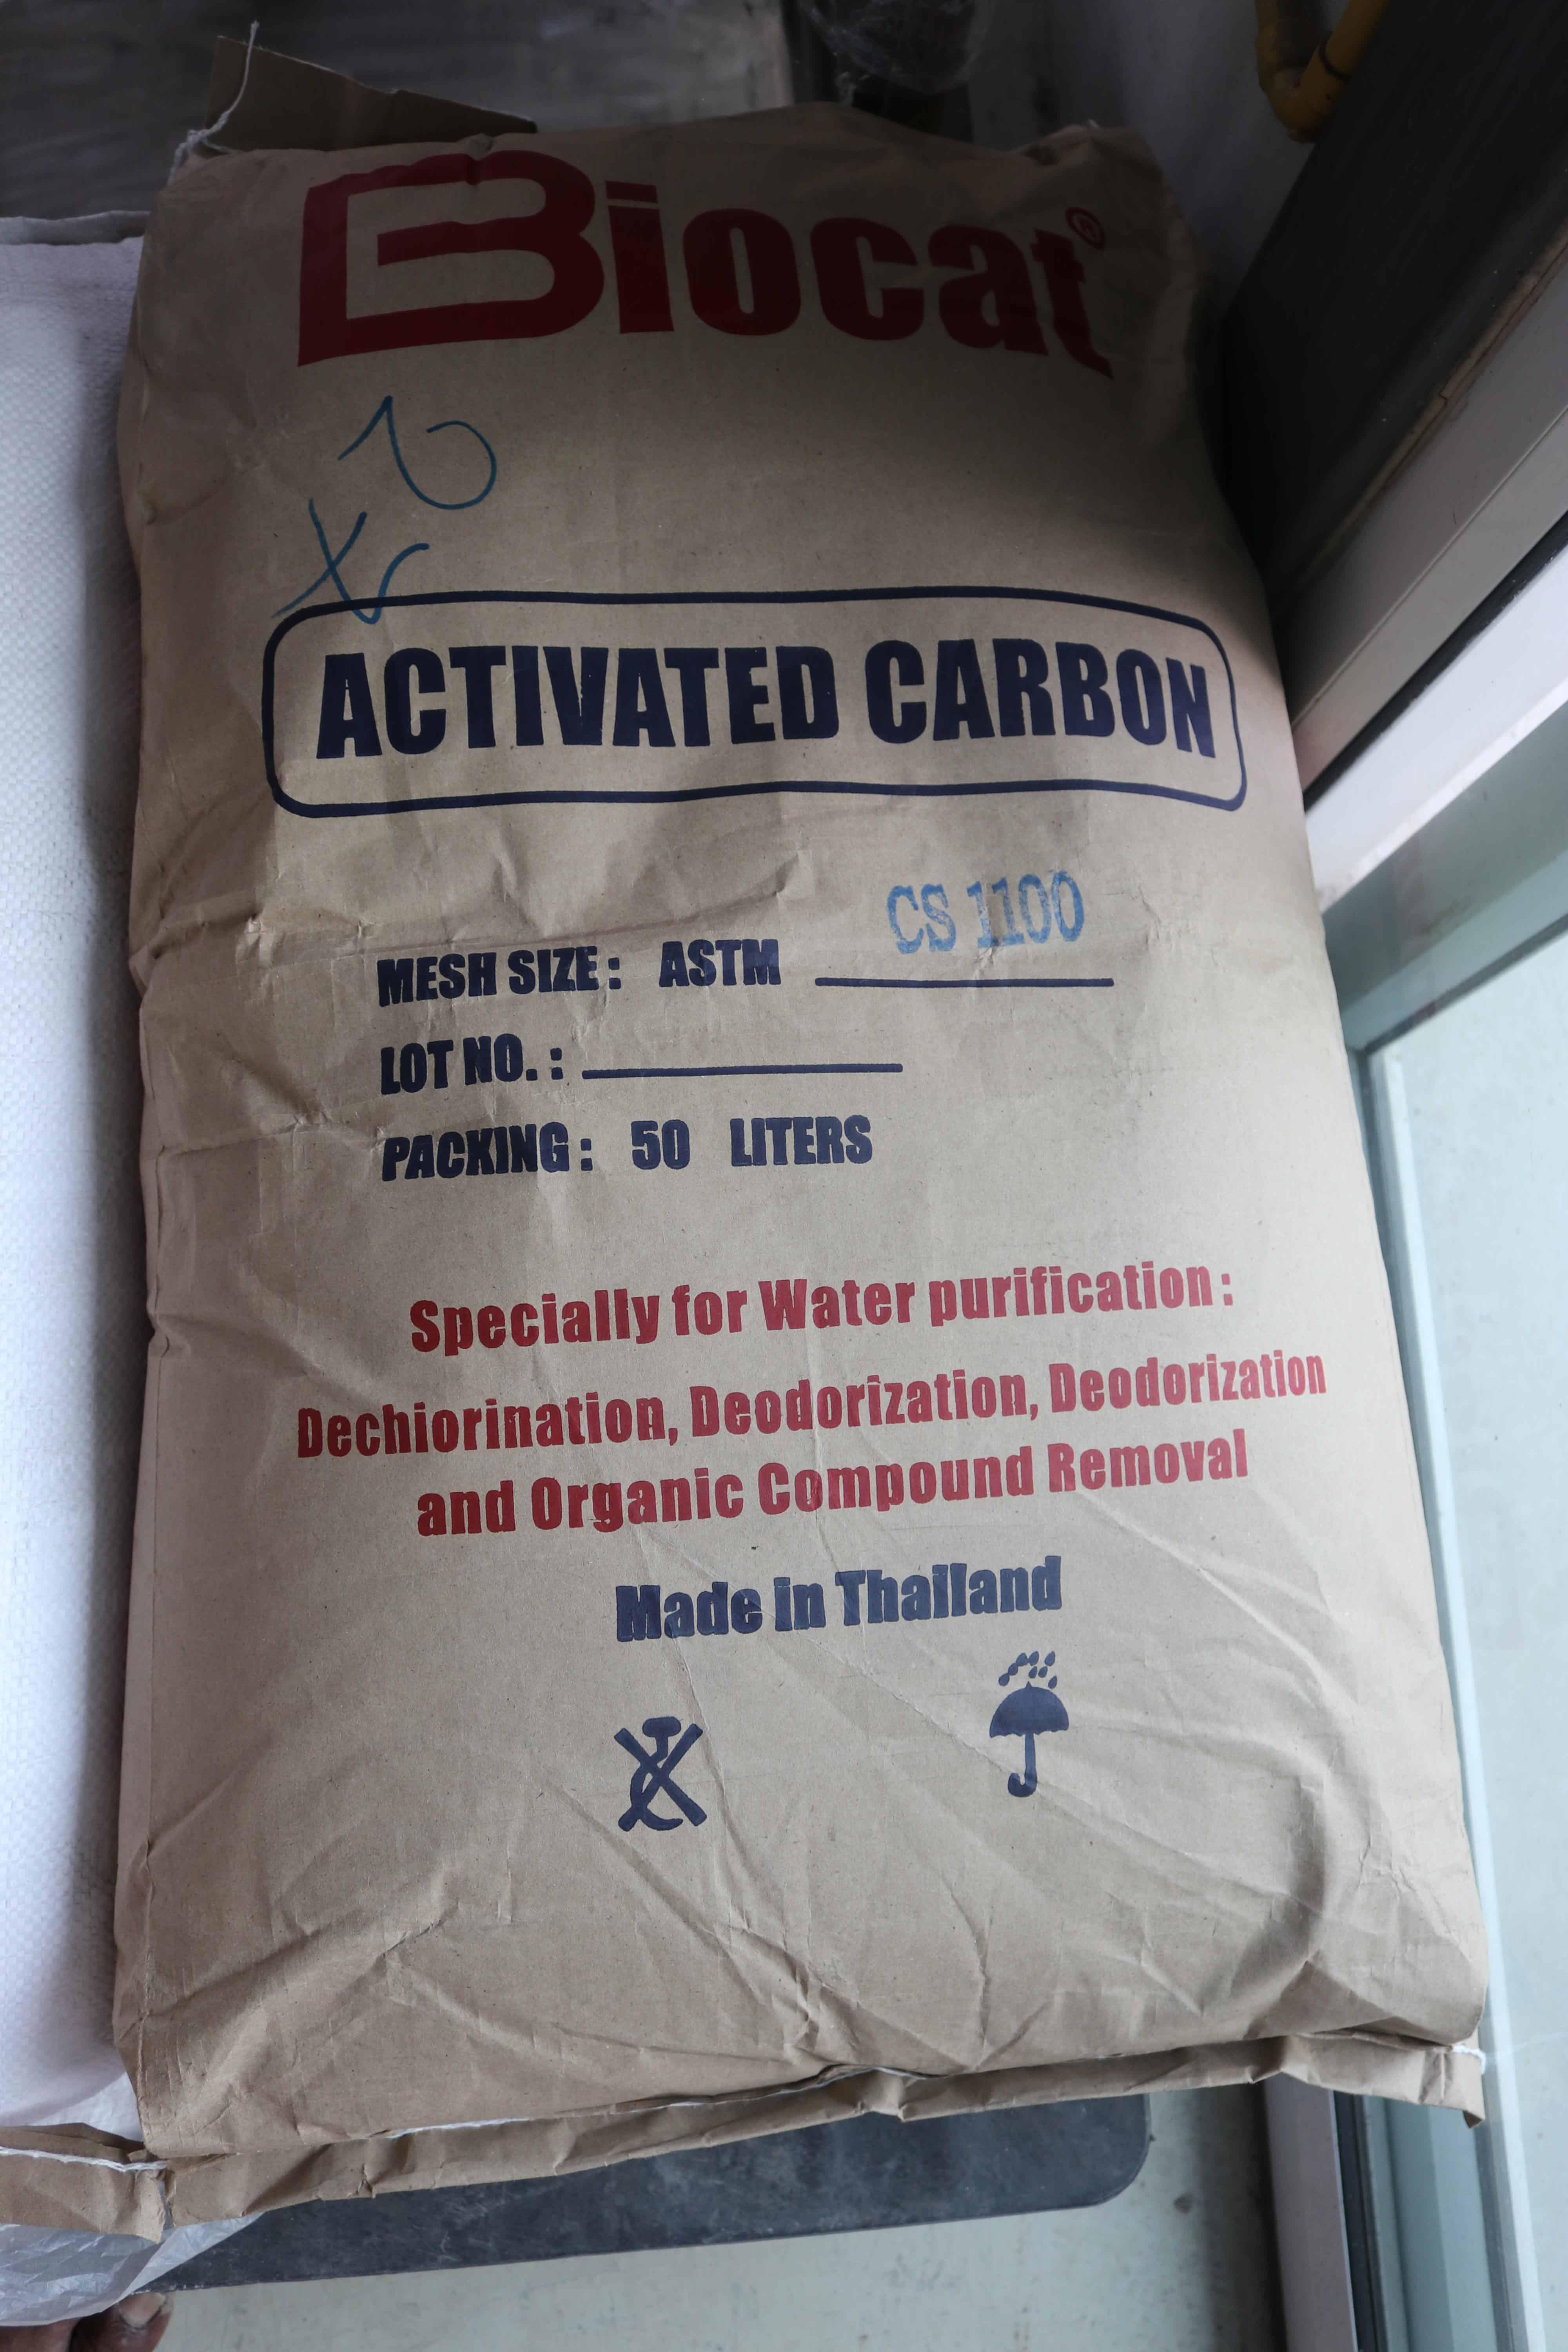 Biocat®
ACTIVATED CARBON
CS 1100
MESH SIZE : ASTM
LOT NO. :
PACKING : 50 LITERS
Specially for Water purification :
Dechiorination, Deodorization, Deodorization
and Organic Compound Removal
Made in Thailand